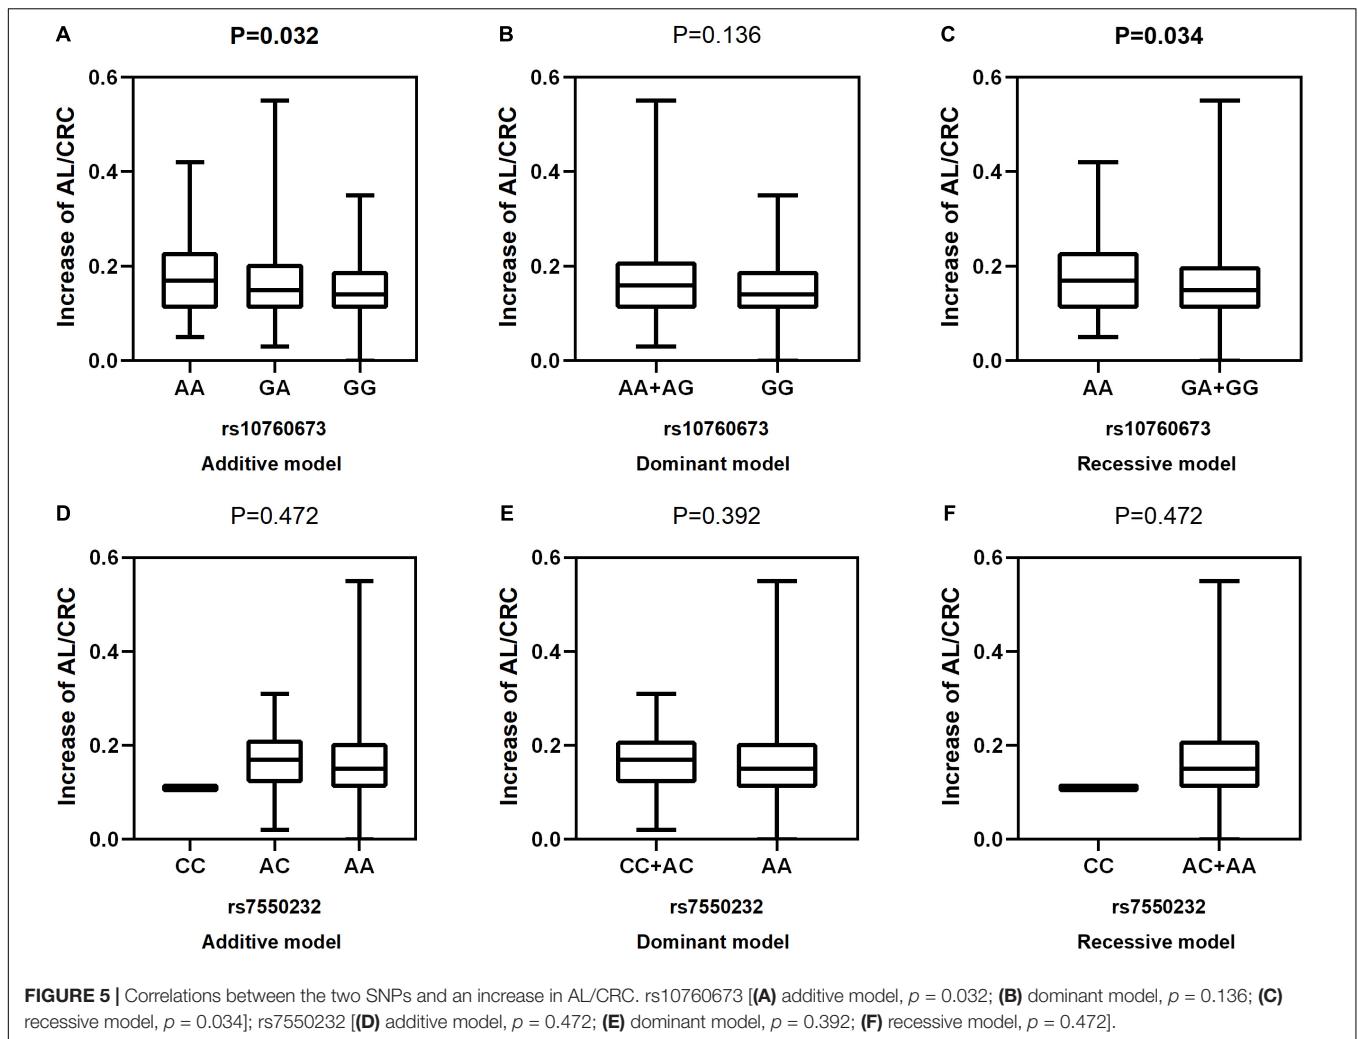 A P=0.032
B P=0.136
C P=0.034
Increase of AL/CRC
0.6
0.4
0.2
0.0
AA GA GG
rs10760673
Additive model
Increase of AL/CRC
0.6
0.4
0.2
0.0
AA+AG GG
rs10760673
Dominant model
Increase of AL/CRC
0.6
0.4
0.2
0.0
AA GA+GG
rs10760673
Recessive model
D P=0.472
E P=0.392
F P=0.472
Increase of AL/CRC
0.6
0.4
0.2
0.0
CC AC AA
rs7550232
Additive model
Increase of AL/CRC
0.6
0.4
0.2
0.0
CC+AC AA
rs7550232
Dominant model
Increase of AL/CRC
0.6
0.4
0.2
0.0
CC AC+AA
rs7550232
Recessive model
FIGURE 5 | Correlations between the two SNPs and an increase in AL/CRC. rs10760673 [(A) additive model, p = 0.032; (B) dominant model, p = 0.136; (C)
recessive model, p = 0.034]; rs7550232 [(D) additive model, p = 0.472; (E) dominant model, p = 0.392; (F) recessive model, p = 0.472].